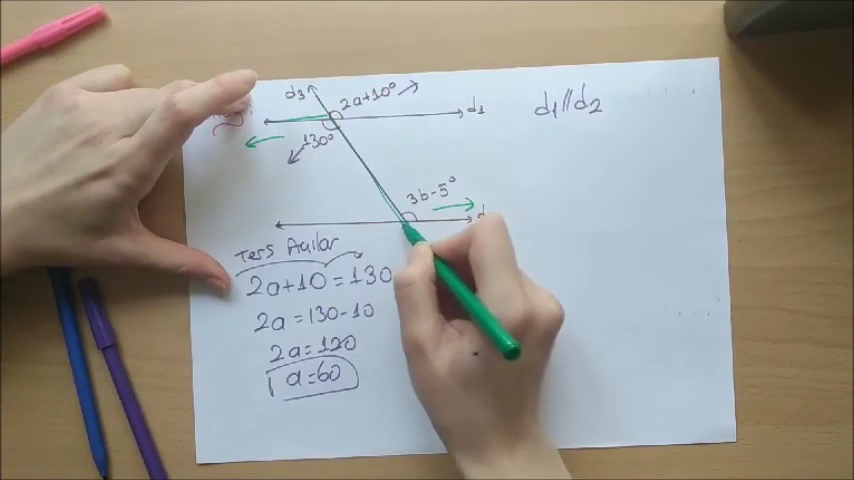 d3
2a+10°
d1
d1//d2
130°
3b-5°
Ters Açılar
2a+10=130
2a=130-10
2a=120
a=60